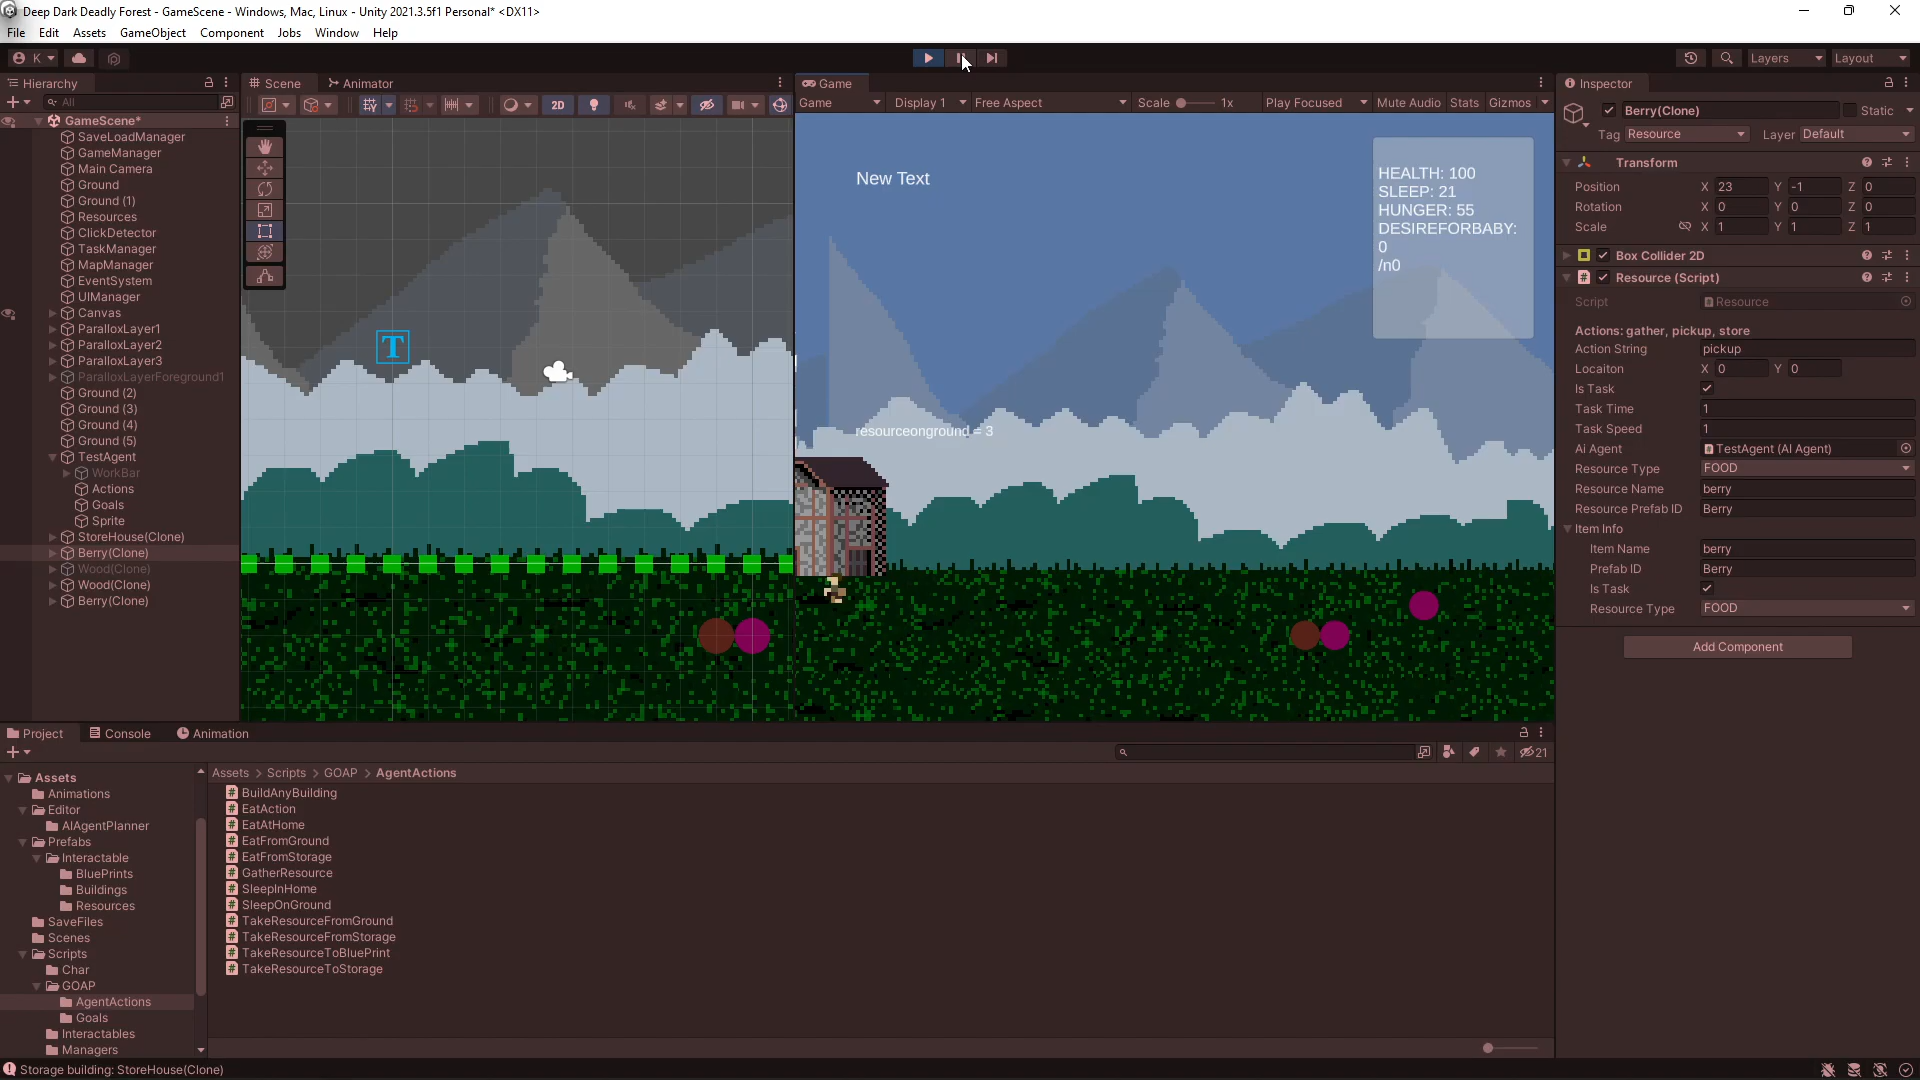 Deep Dark Deadly Forest - GameScene - Windows, Mac, Linux - Unity 2021.3.5f1 Personal* <DX11>
File Edit Assets GameObject Component Jobs Window Help
K Layers Layout
Hierarchy Scene Animator Game Inspector
All 2D Game Display 1 Free Aspect Scale 1x Play Focused Mute Audio Stats Gizmos
GameScene*
SaveLoadManager
GameManager
Main Camera
Ground
Ground (1)
Resources
ClickDetector
TaskManager
MapManager
EventSystem
UIManager
Canvas
ParalloxLayer1
ParalloxLayer2
ParalloxLayer3
ParalloxLayerForeground1
Ground (2)
Ground (3)
Ground (4)
Ground (5)
TestAgent
WorkBar
Actions
Goals
Sprite
StoreHouse(Clone)
Berry(Clone)
Wood(Clone)
Wood(Clone)
Berry(Clone)
T
New Text
HEALTH: 100
SLEEP: 21
HUNGER: 55
DESIREFORBABY:
0
/n0
resourceonground = 3
Berry(Clone) Static
Tag Resource Layer Default
Transform
Position X 23 Y -1 Z 0
Rotation X 0 Y 0 Z 0
Scale X 1 Y 1 Z 1
Box Collider 2D
# Resource (Script)
Script Resource
Actions: gather, pickup, store
Action String pickup
Locaiton X 0 Y 0
Is Task
Task Time 1
Task Speed 1
Ai Agent TestAgent (AI Agent)
Resource Type FOOD
Resource Name berry
Resource Prefab ID Berry
Item Info
Item Name berry
Prefab ID Berry
Is Task
Resource Type FOOD
Add Component
Project Console Animation
21
Assets
Animations
Editor
AIAgentPlanner
Prefabs
Interactable
BluePrints
Buildings
Resources
SaveFiles
Scenes
Scripts
Char
GOAP
AgentActions
Goals
Interactables
Managers
Assets > Scripts > GOAP > AgentActions
# BuildAnyBuilding
# EatAction
# EatAtHome
# EatFromGround
# EatFromStorage
# GatherResource
# SleepInHome
# SleepOnGround
# TakeResourceFromGround
# TakeResourceFromStorage
# TakeResourceToBluePrint
# TakeResourceToStorage
Storage building: StoreHouse(Clone)